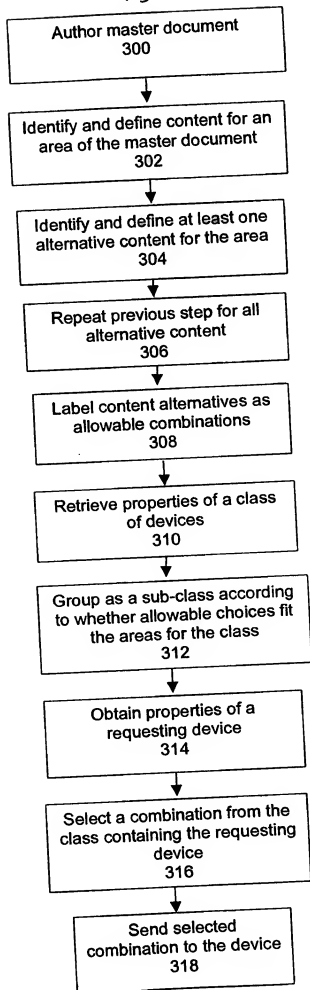 Author master document
300
Identify and define content for an
area of the master document
302
Identify and define at least one
alternative content for the area
304
Repeat previous step for all
alternative content
306
Label content alternatives as
allowable combinations
308
Retrieve properties of a class
of devices
310
Group as a sub-class according
to whether allowable choices fit
the areas for the class
312
Obtain properties of a
requesting device
314
Select a combination from the
class containing the requesting
device
316
Send selected
combination to the device
318